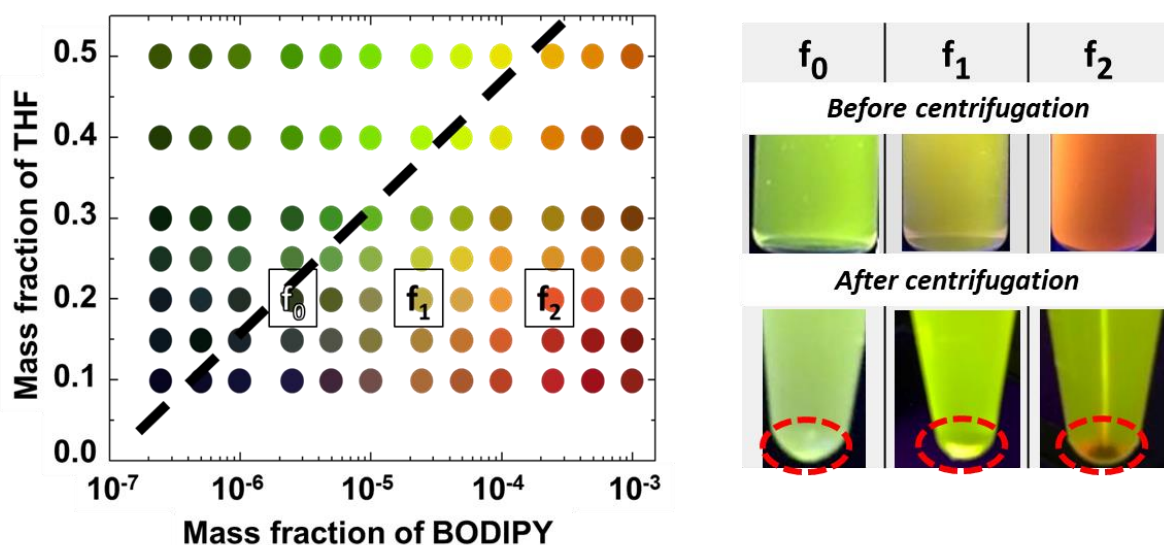 Mass fraction of THF
0.5
0.4
0.3
0.2
0.1
0.0
f₀
f₁
f₂
10⁻⁷
10⁻⁶
10⁻⁵
10⁻⁴
10⁻³
Mass fraction of BODIPY
f₀ f₁ f₂
Before centrifugation
After centrifugation